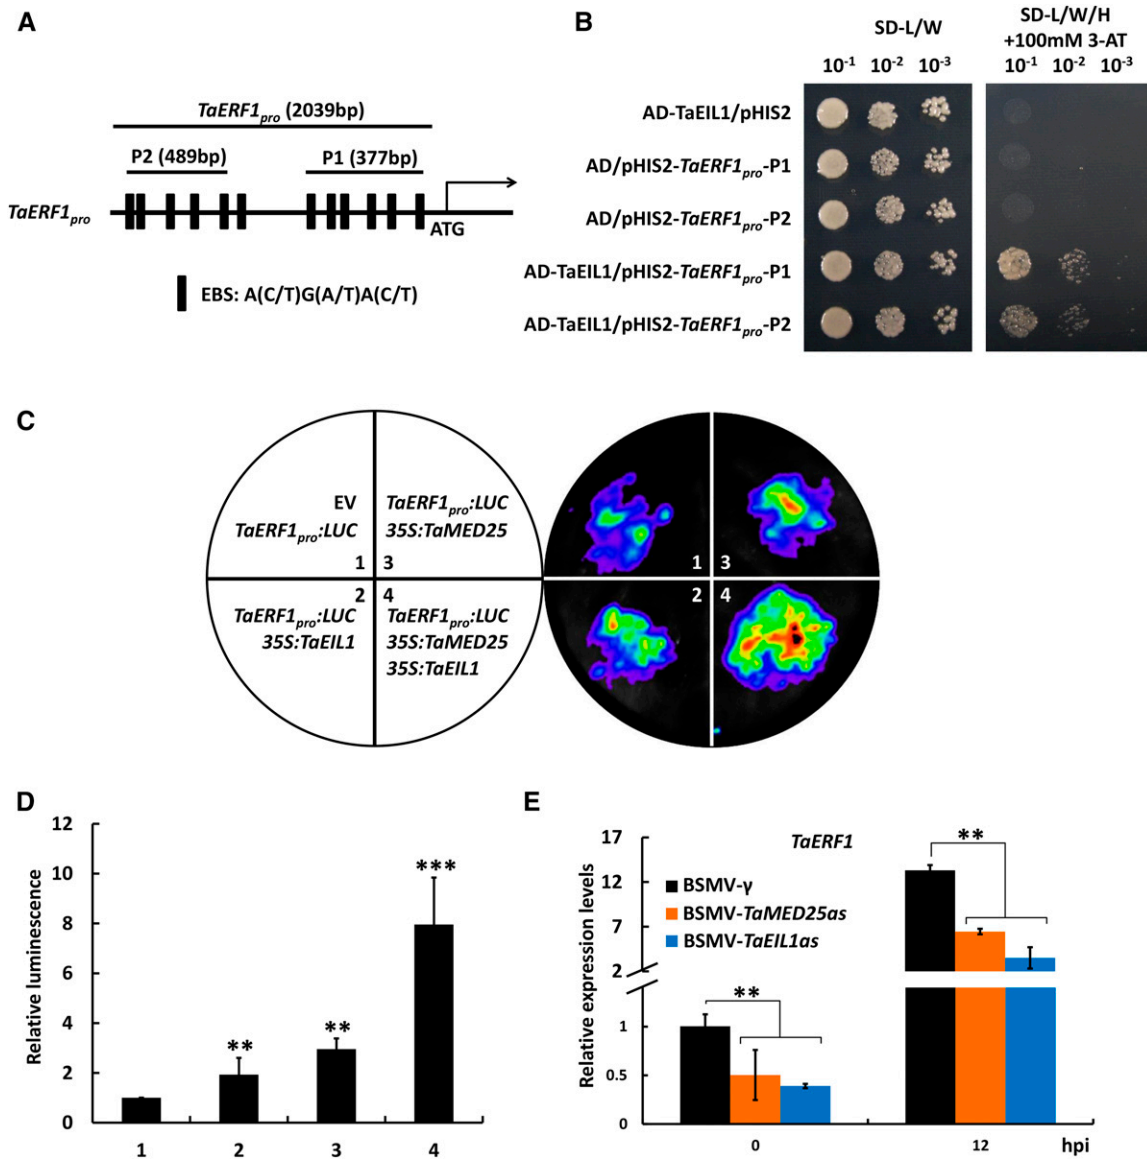 A
TaERF1pro (2039bp)
P2 (489bp) P1 (377bp)
TaERF1pro
ATG
EBS: A(C/T)G(A/T)A(C/T)
B
SD-L/W SD-L/W/H
+100mM 3-AT
10-1 10-2 10-3 10-1 10-2 10-3
AD-TaEIL1/pHIS2
AD/pHIS2-TaERF1pro-P1
AD/pHIS2-TaERF1pro-P2
AD-TaEIL1/pHIS2-TaERF1pro-P1
AD-TaEIL1/pHIS2-TaERF1pro-P2
C
EV
TaERF1pro:LUC
1
TaERF1pro:LUC
35S:TaMED25
3
2
TaERF1pro:LUC
35S:TaEIL1
4
TaERF1pro:LUC
35S:TaMED25
35S:TaEIL1
1 3
2 4
D
Relative luminescence
12
10
8
6
4
2
0
** ** ***
1 2 3 4
E
Relative expression levels
17
12
7
2
1
0.5
0
TaERF1
BSMV-γ
BSMV-TaMED25as
BSMV-TaEIL1as
**
**
0 12 hpi